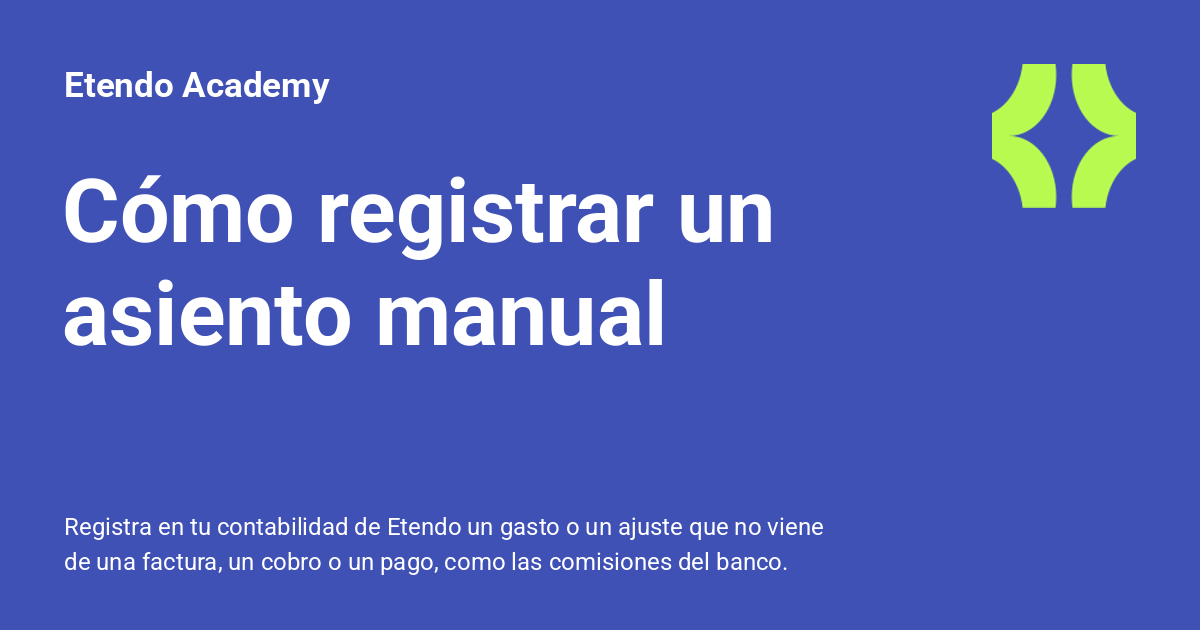 Etendo Academy
Cómo registrar un
asiento manual
Registra en tu contabilidad de Etendo un gasto o un ajuste que no viene
de una factura, un cobro o un pago, como las comisiones del banco.